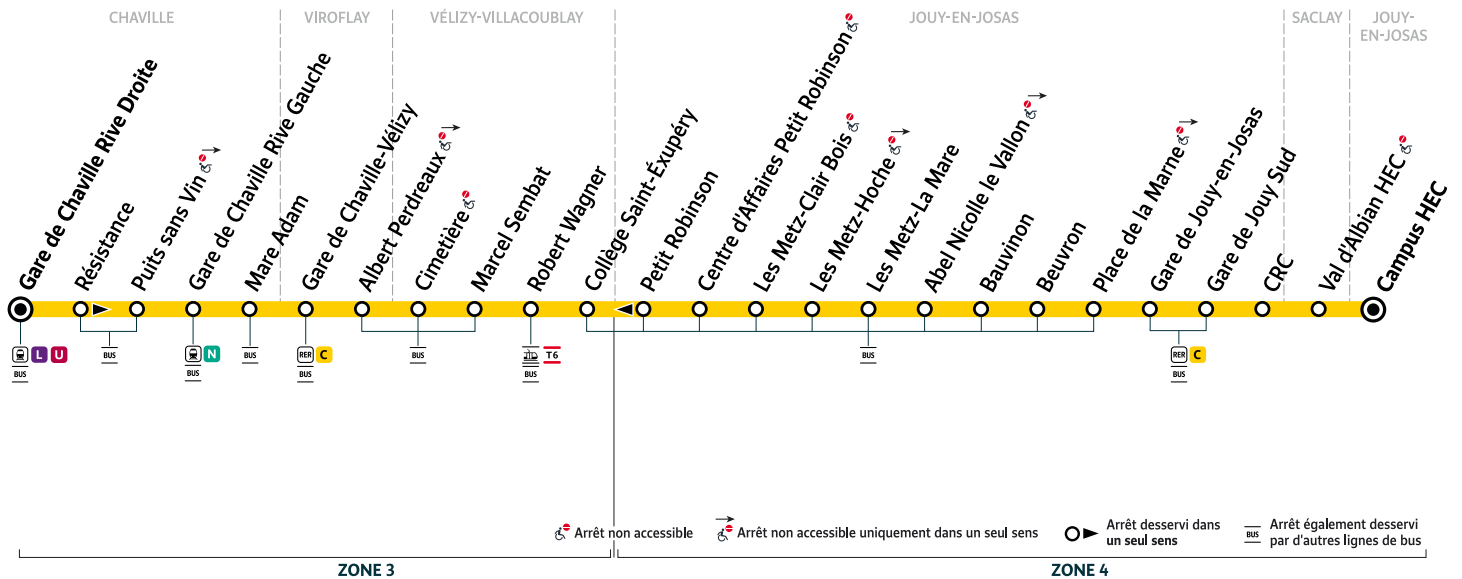 CHAVILLE
VIROFLAY
VÉLIZY-VILLACOUBLAY
JOUY-EN-JOSAS
SACLAY
JOUY-
EN-JOSAS
Gare de Chaville Rive Droite
Résistance
Puits sans Vin
Gare de Chaville Rive Gauche
Mare Adam
Gare de Chaville-Vélizy
Albert Perdreaux
Cimetière
Marcel Sembat
Robert Wagner
Collège Saint-Éxupéry
Petit Robinson
Centre d'Affaires Petit Robinson
Les Metz-Clair Bois
Les Metz-Hoche
Les Metz-La Mare
Abel Nicolle le Vallon
Bauvinon
Beuvron
Place de la Marne
Gare de Jouy-en-Josas
Gare de Jouy Sud
CRC
Val d'Albian HEC
Campus HEC
L U
BUS
BUS
N
BUS
BUS
RER C
BUS
BUS
T6
BUS
BUS
RER C
BUS
Arrêt non accessible
Arrêt non accessible uniquement dans un seul sens
Arrêt desservi dans
un seul sens
BUS
Arrêt également desservi
par d'autres lignes de bus
ZONE 3
ZONE 4